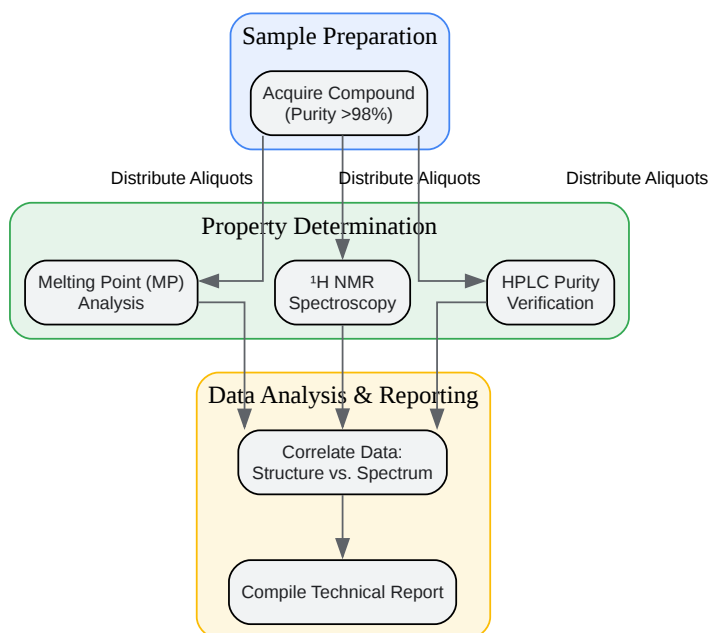 Sample Preparation
Acquire Compound
(Purity >98%)
Distribute Aliquots
Distribute Aliquots
Distribute Aliquots
Property Determination
Melting Point (MP)
Analysis
¹H NMR
Spectroscopy
HPLC Purity
Verification
Data Analysis & Reporting
Correlate Data:
Structure vs. Spectrum
Compile Technical Report